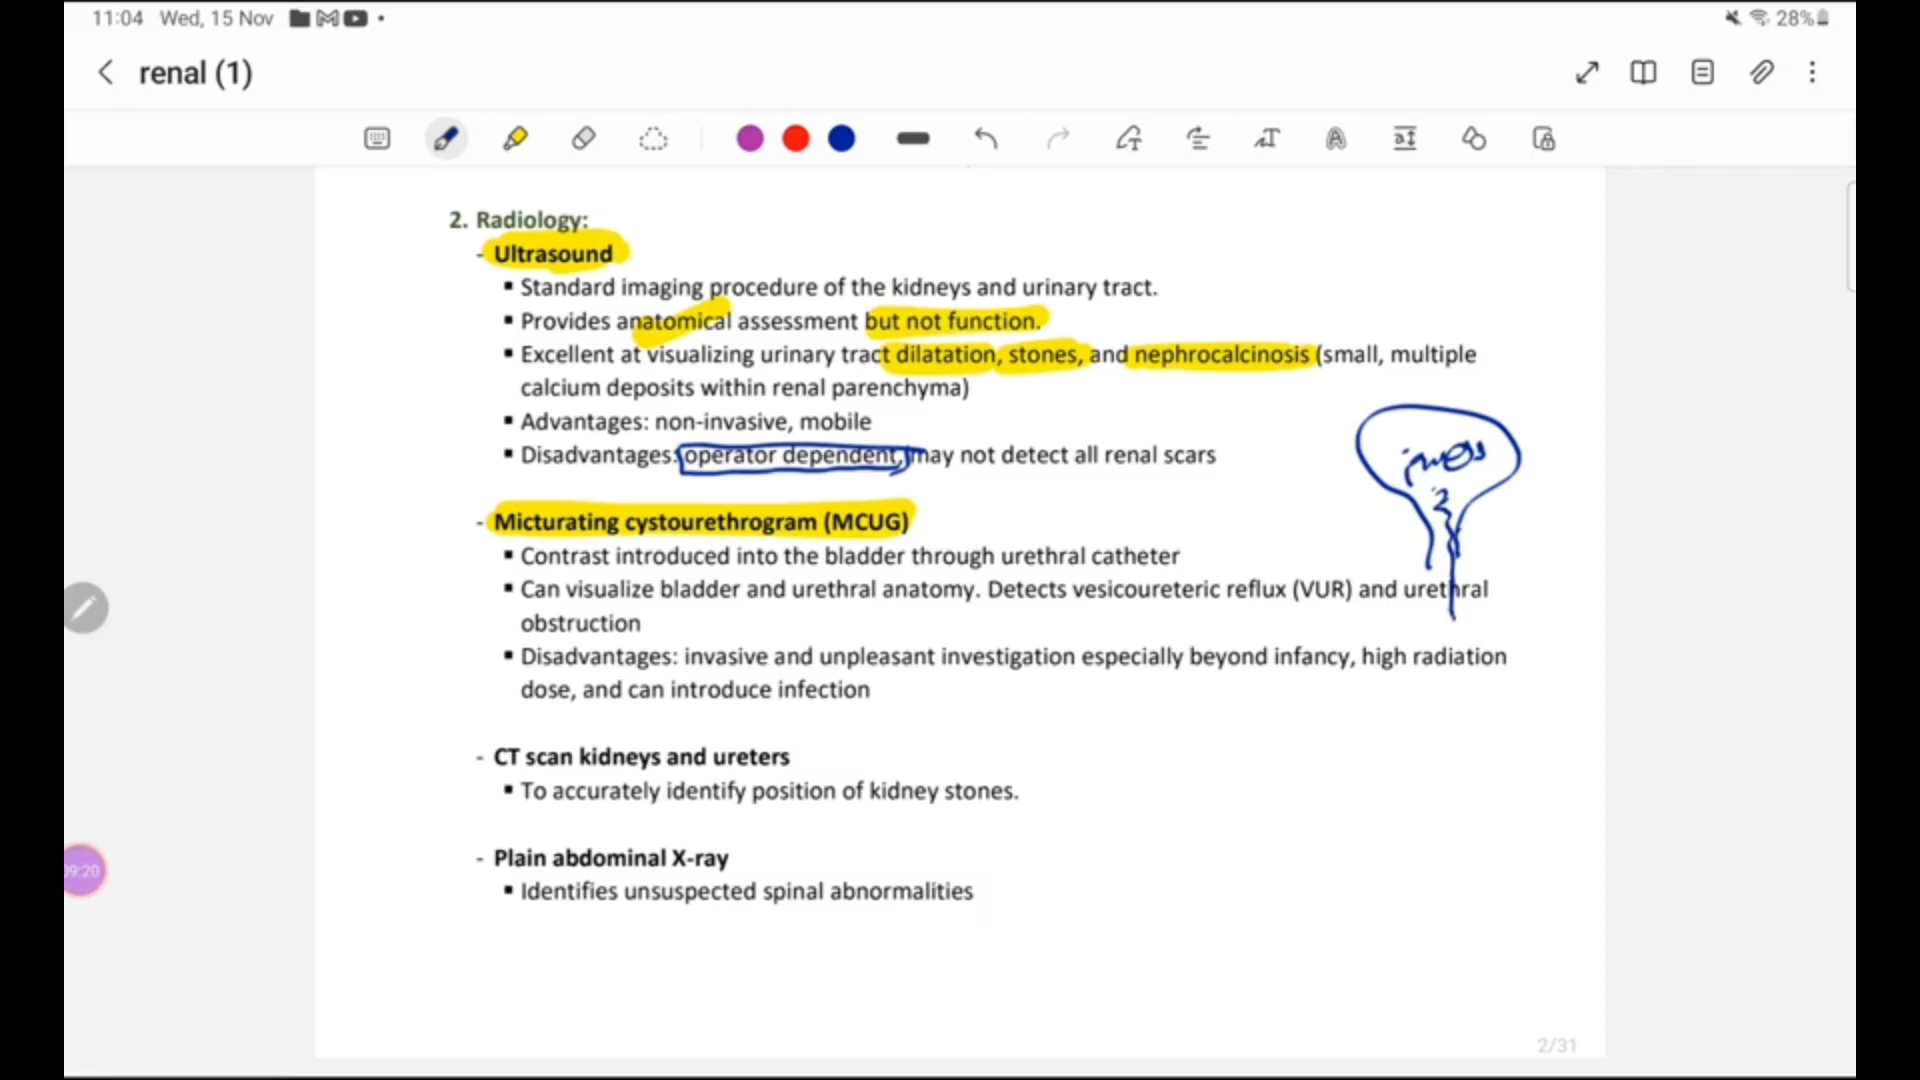 11:04 Wed, 15 Nov
28%
renal (1)
2. Radiology:
- Ultrasound
▪ Standard imaging procedure of the kidneys and urinary tract.
▪ Provides anatomical assessment but not function.
▪ Excellent at visualizing urinary tract dilatation, stones, and nephrocalcinosis (small, multiple
calcium deposits within renal parenchyma)
▪ Advantages: non-invasive, mobile
▪ Disadvantages: operator dependent, may not detect all renal scars
- Micturating cystourethrogram (MCUG)
▪ Contrast introduced into the bladder through urethral catheter
▪ Can visualize bladder and urethral anatomy. Detects vesicoureteric reflux (VUR) and urethral
obstruction
▪ Disadvantages: invasive and unpleasant investigation especially beyond infancy, high radiation
dose, and can introduce infection
- CT scan kidneys and ureters
▪ To accurately identify position of kidney stones.
- Plain abdominal X-ray
▪ Identifies unsuspected spinal abnormalities
09:20
2/31